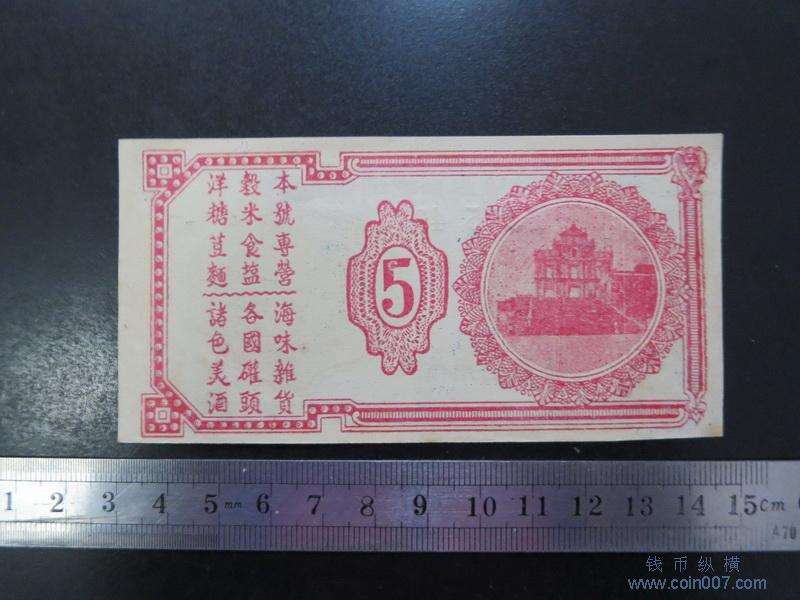 本號專營 海味雜貨
穀米食鹽 各國罐頭
洋糖荳麵 諸色美酒
5
1 2 3 4 5 mm 6 7 8 9 10 11 12 13 14 15 cm
470
钱币纵横
www.coin007.com